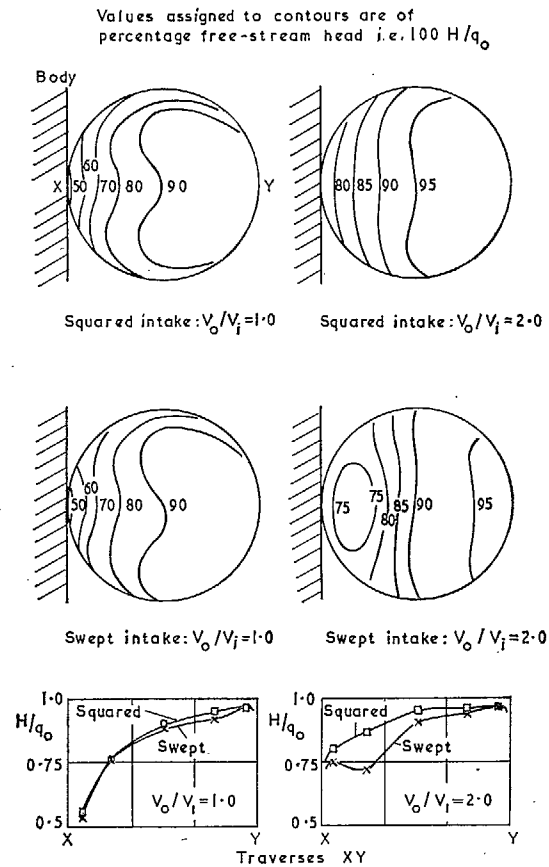 Values assigned to contours are of
percentage free-stream head i.e. 100 H/q₀
Body
X 50 60 70 80 90 Y
80 85 90 95
Squared intake: V₀/Vᵢ=1·0
Squared intake: V₀/Vᵢ=2·0
50 60 70 80 90
75 75 80 85 90 95
Swept intake: V₀/Vᵢ=1·0
Swept intake: V₀/Vᵢ=2·0
1·0
H/q₀
0·75
0·5
Squared
Swept
V₀/Vᵢ=1·0
X Y
1·0
H/q₀
0·75
0·5
Squared
Swept
V₀/Vᵢ=2·0
X Y
Traverses XY